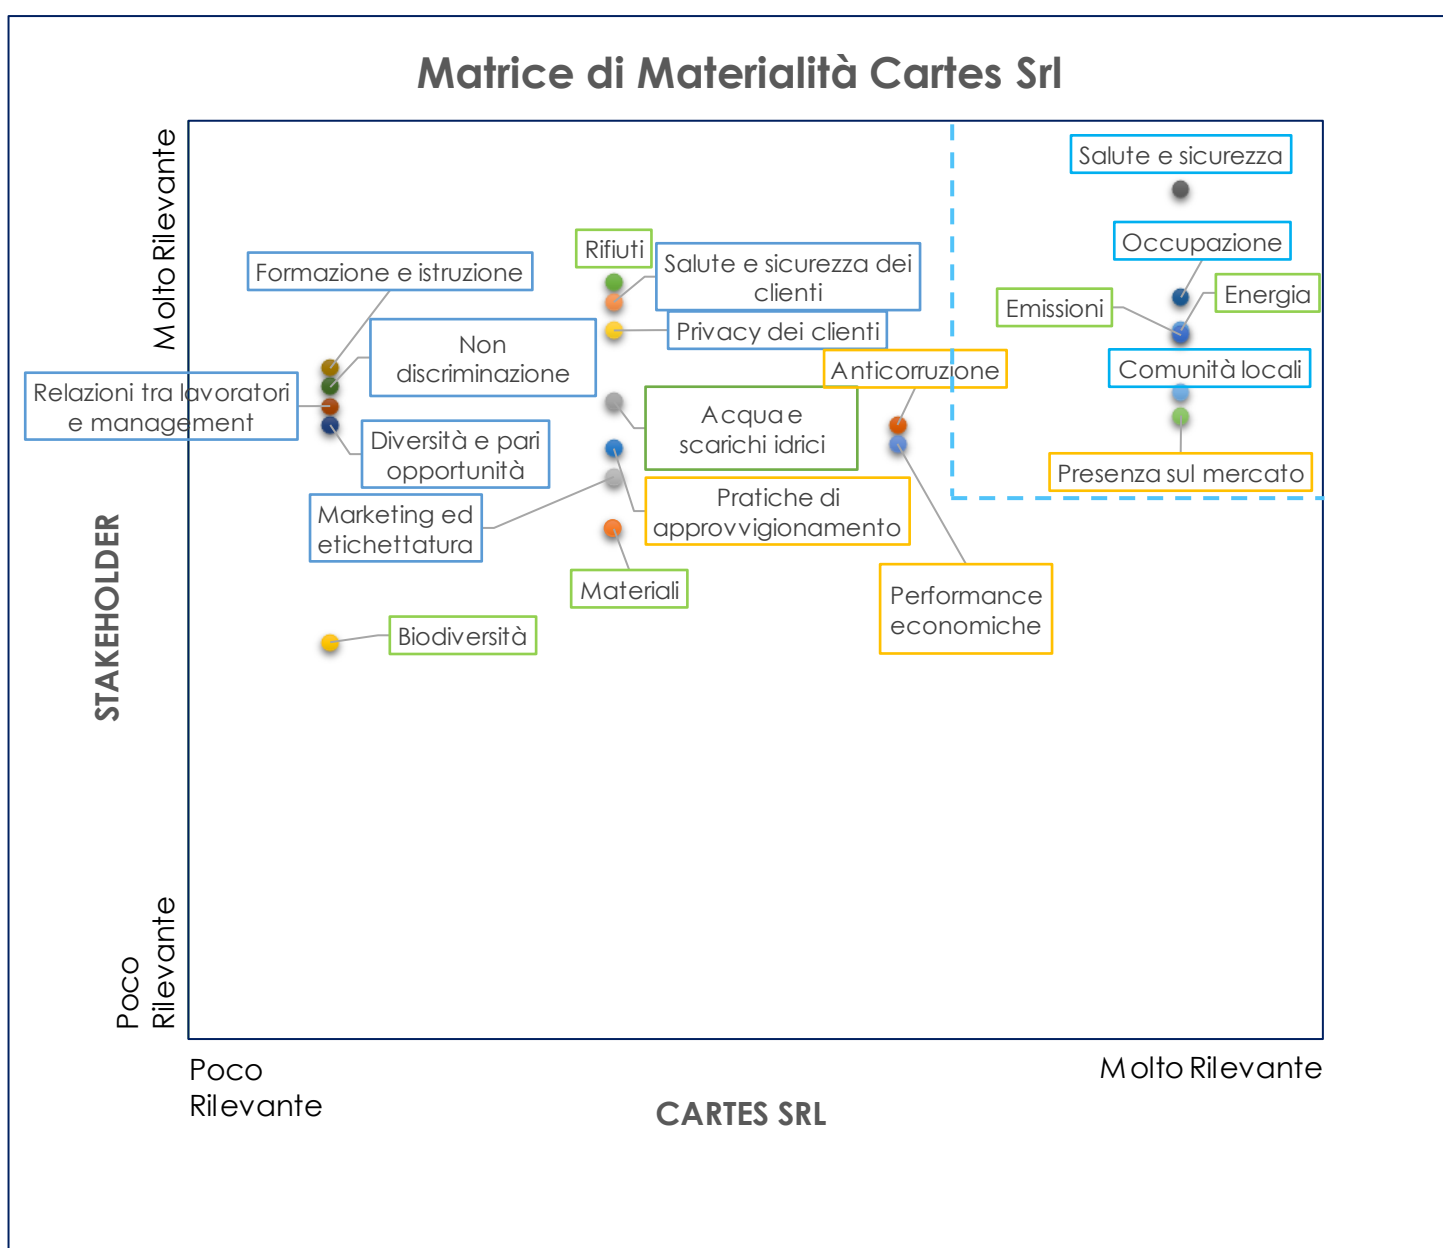 Matrice di Materialità Cartes Srl
Molto Rilevante
Salute e sicurezza
Occupazione
Rifiuti
Salute e sicurezza dei
clienti
Formazione e istruzione
Energia
Emissioni
Privacy dei clienti
Non
discriminazione
Anticorruzione
Comunità locali
Relazioni tra lavoratori
e management
Acqua e
scarichi idrici
Diversità e pari
opportunità
Presenza sul mercato
Pratiche di
approvvigionamento
Marketing ed
etichettatura
Materiali
Performance
economiche
Biodiversità
STAKEHOLDER
Poco
Rilevante
Poco
Rilevante
Molto Rilevante
CARTES SRL